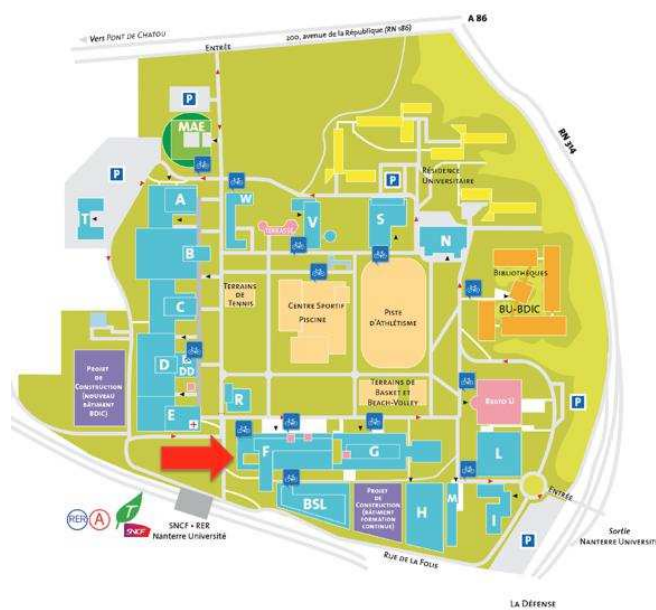 A 86
Vers Pont de Chatou
200, avenue de la République (RN 186)
Entrée
P
MAE
P
RN 314
Résidence
Universitaire
P
A
W
V
S
T
Terrasse
N
B
Bibliothèques
BU-BDIC
Terrains
de
Tennis
Centre Sportif
Piscine
Piste
d'Athlétisme
C
Projet
de
Construction
(nouveau
bâtiment
BDIC)
D
DD
Terrains
de Basket et
Beach-Volley
R
Resto U
P
E
F
G
L
BSL
Projet
de
Construction
(bâtiment
formation
continue)
H
M
I
Entrée
RER
A
T
SNCF
SNCF • RER
Nanterre Université
P
Sortie
Nanterre Université
Rue de la Folie
La Défense